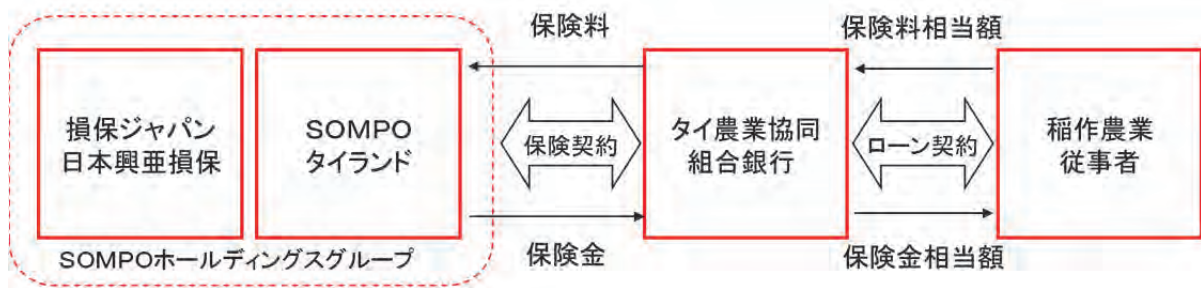 保険料
保険料相当額
損保ジャパン
日本興亜損保
SOMPO
タイランド
保険契約
タイ農業協同
組合銀行
ローン契約
稲作農業
従事者
SOMPOホールディングスグループ
保険金
保険金相当額